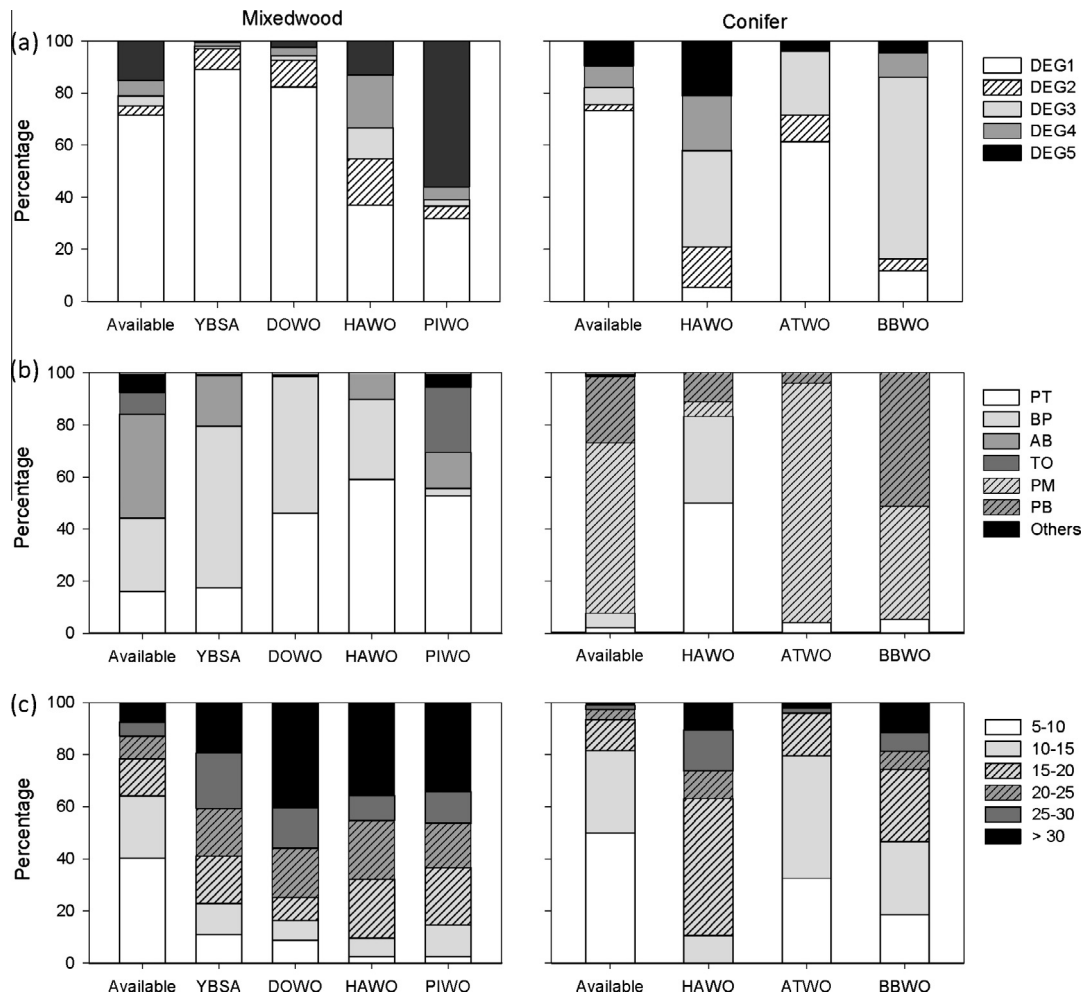 Mixedwood
Conifer
(a)
Percentage
100
80
60
40
20
0
Available YBSA DOWO HAWO PIWO
Available HAWO ATWO BBWO
DEG1
DEG2
DEG3
DEG4
DEG5
(b)
Percentage
100
80
60
40
20
0
Available YBSA DOWO HAWO PIWO
Available HAWO ATWO BBWO
PT
BP
AB
TO
PM
PB
Others
(c)
Percentage
100
80
60
40
20
0
Available YBSA DOWO HAWO PIWO
Available HAWO ATWO BBWO
5-10
10-15
15-20
20-25
25-30
> 30